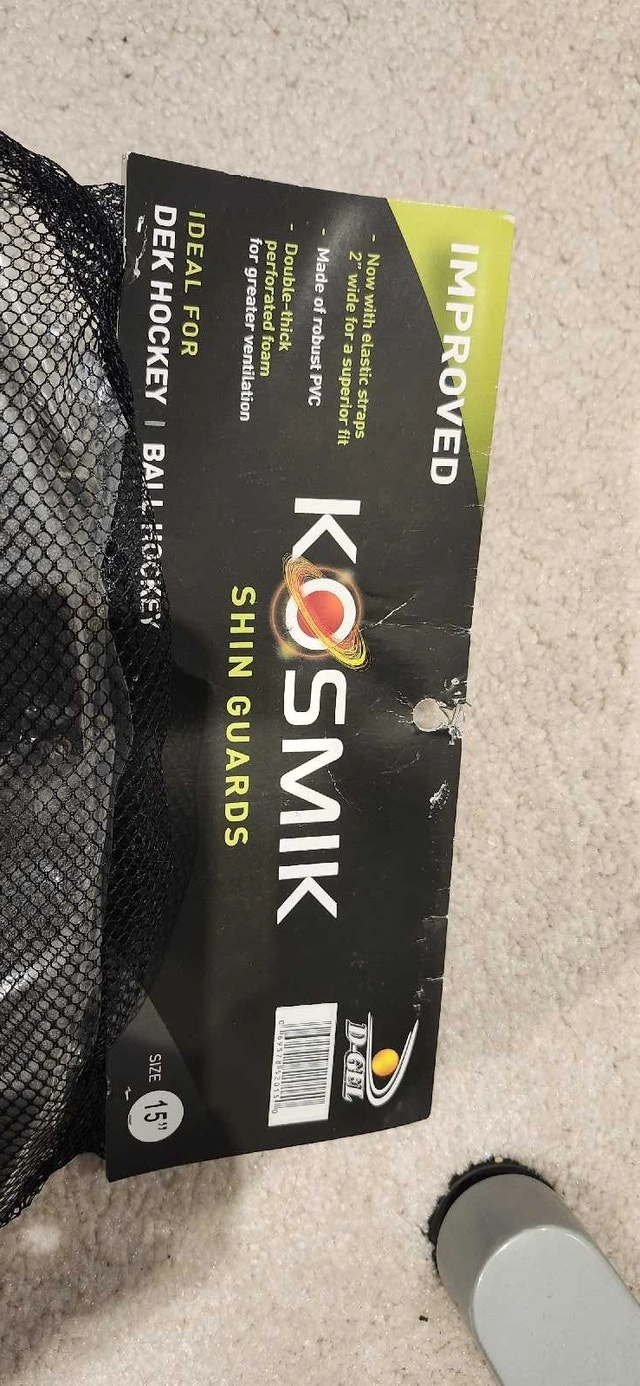 IMPROVED
- Now with elastic straps
2" wide for a superior fit
- Made of robust PVC
- Double-thick
perforated foam
for greater ventilation
KOSMIK
SHIN GUARDS
IDEAL FOR
DEK HOCKEY | BALL HOCKEY
D-GEL
SIZE 15"